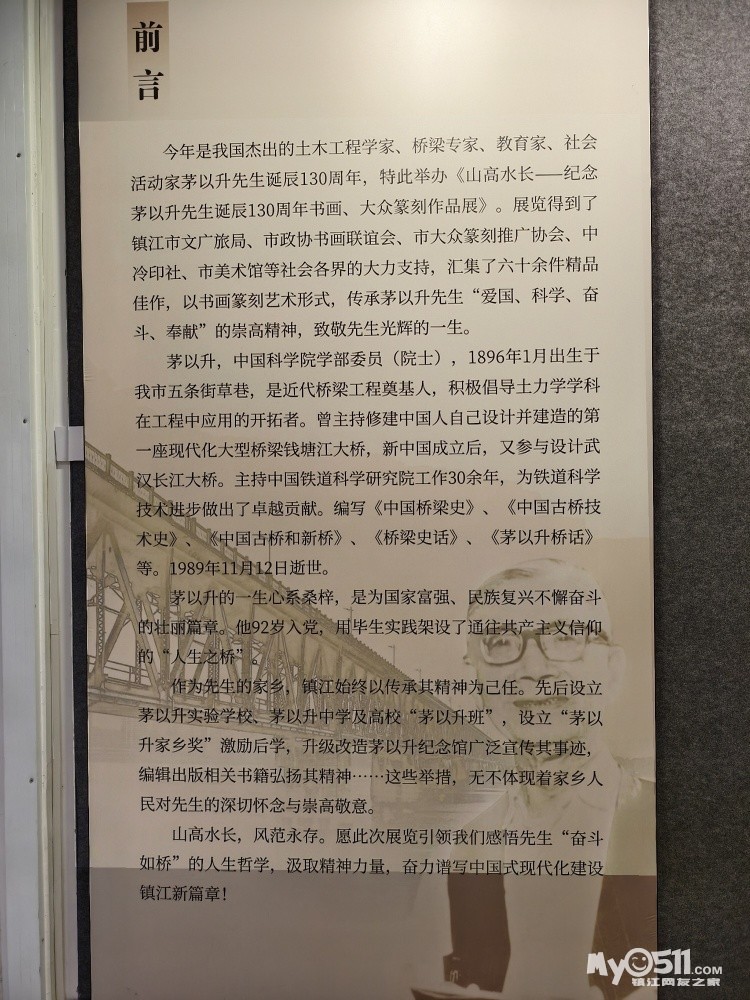 前
言
今年是我国杰出的土木工程学家、桥梁专家、教育家、社会
活动家茅以升先生诞辰130周年，特此举办《山高水长——纪念
茅以升先生诞辰130周年书画、大众篆刻作品展》。展览得到了
镇江市文广旅局、市政协书画联谊会、市大众篆刻推广协会、中
冷印社、市美术馆等社会各界的大力支持，汇集了六十余件精品
佳作，以书画篆刻艺术形式，传承茅以升先生“爱国、科学、奋
斗、奉献”的崇高精神，致敬先生光辉的一生。
茅以升，中国科学院学部委员（院士），1896年1月出生于
我市五条街草巷，是近代桥梁工程奠基人，积极倡导土力学学科
在工程中应用的开拓者。曾主持修建中国人自己设计并建造的第
一座现代化大型桥梁钱塘江大桥，新中国成立后，又参与设计武
汉长江大桥。主持中国铁道科学研究院工作30余年，为铁道科学
技术进步做出了卓越贡献。编写《中国桥梁史》、《中国古桥技
术史》、《中国古桥和新桥》、《桥梁史话》、《茅以升桥话》
等。1989年11月12日逝世。
茅以升的一生心系桑梓，是为国家富强、民族复兴不懈奋斗
的壮丽篇章。他92岁入党，用毕生实践架设了通往共产主义信仰
的“人生之桥”。
作为先生的家乡，镇江始终以传承其精神为己任。先后设立
茅以升实验学校、茅以升中学及高校“茅以升班”，设立“茅以
升家乡奖”激励后学，升级改造茅以升纪念馆广泛宣传其事迹，
编辑出版相关书籍弘扬其精神……这些举措，无不体现着家乡人
民对先生的深切怀念与崇高敬意。
山高水长，风范永存。愿此次展览引领我们感悟先生“奋斗
如桥”的人生哲学，汲取精神力量，奋力谱写中国式现代化建设
镇江新篇章！
My0511.COM
镇江网友之家